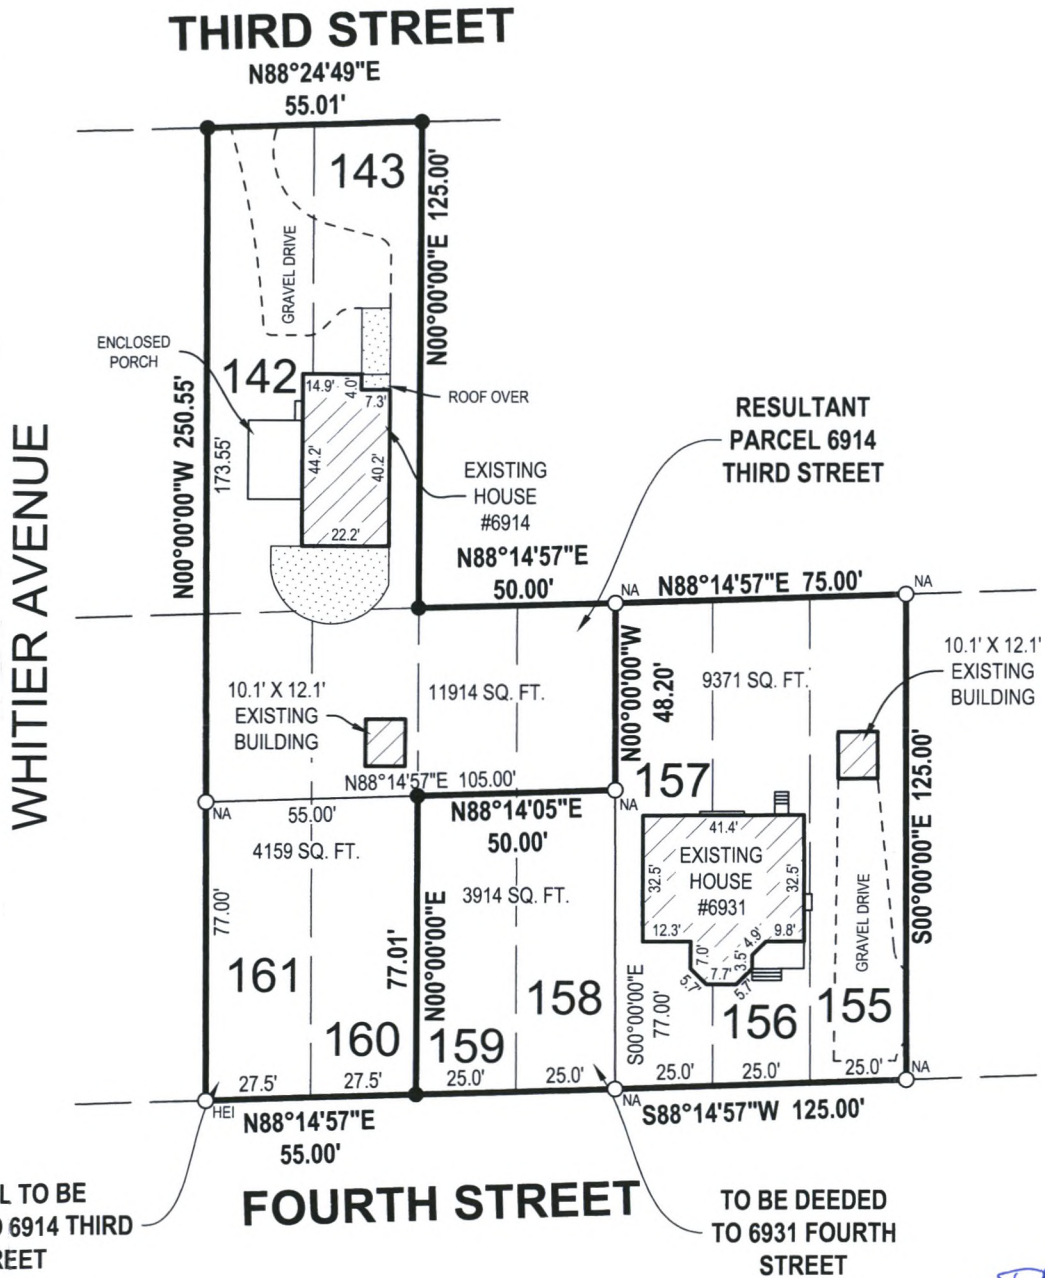 THIRD STREET
N88°24'49"E
55.01'
143
N00°00'00"E 125.00'
GRAVEL DRIVE
ENCLOSED
PORCH
142
14.9'
4.0'
7.3'
ROOF OVER
N00°00'00"W 250.55'
173.55'
44.2'
40.2'
22.2'
EXISTING
HOUSE
#6914
RESULTANT
PARCEL 6914
THIRD STREET
WHITIER AVENUE
N88°14'57"E
50.00'
NA
N88°14'57"E 75.00'
NA
10.1' X 12.1'
EXISTING
BUILDING
11914 SQ. FT.
N00°00'00"W
48.20'
9371 SQ. FT.
10.1' X 12.1'
EXISTING
BUILDING
N88°14'57"E 105.00'
NA
55.00'
N88°14'05"E
50.00'
NA
157
4159 SQ. FT.
3914 SQ. FT.
41.4'
EXISTING
HOUSE
#6931
32.5'
32.5'
12.3'
7.0'
5.7'
7.7'
5.7'
3.5'
4.9'
9.8'
GRAVEL DRIVE
S00°00'00"E 125.00'
77.00'
77.01'
N00°00'00"E
S00°00'00"E
77.00'
161
160
159
158
156
155
27.5'
27.5'
25.0'
25.0'
25.0'
25.0'
25.0'
HEI
NA
NA
N88°14'57"E
55.00'
S88°14'57"W 125.00'
FOURTH STREET
L TO BE
6914 THIRD
REET
TO BE DEEDED
TO 6931 FOURTH
STREET